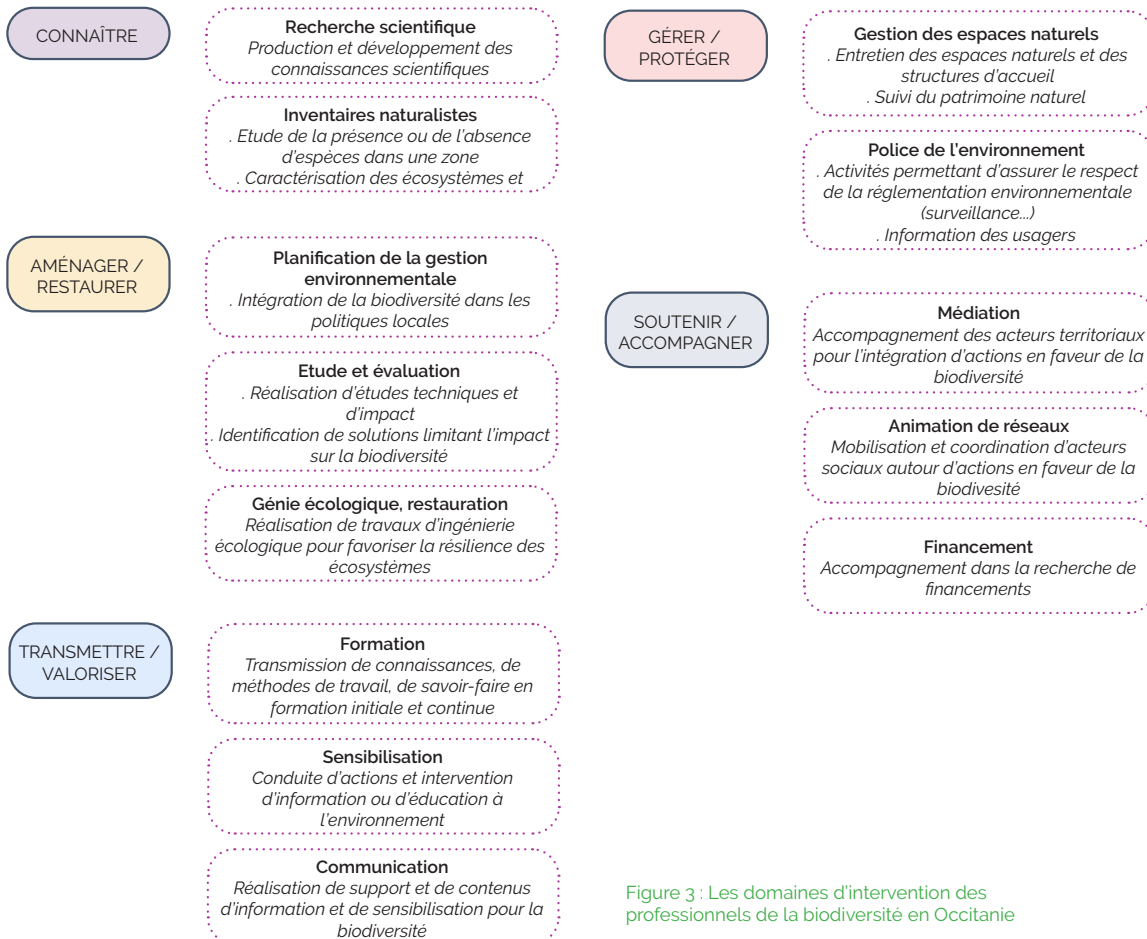 CONNAÎTRE
Recherche scientifique
Production et développement des
connaissances scientifiques
Inventaires naturalistes
. Etude de la présence ou de l'absence
d'espèces dans une zone
. Caractérisation des écosystèmes et
AMÉNAGER /
RESTAURER
Planification de la gestion
environnementale
. Intégration de la biodiversité dans les
politiques locales
Etude et évaluation
. Réalisation d'études techniques et
d'impact
. Identification de solutions limitant l'impact
sur la biodiversité
Génie écologique, restauration
Réalisation de travaux d'ingénierie
écologique pour favoriser la résilience des
écosystèmes
TRANSMETTRE /
VALORISER
Formation
Transmission de connaissances, de
méthodes de travail, de savoir-faire en
formation initiale et continue
Sensibilisation
Conduite d'actions et intervention
d'information ou d'éducation à
l'environnement
Communication
Réalisation de support et de contenus
d'information et de sensibilisation pour la
biodiversité
GÉRER /
PROTÉGER
Gestion des espaces naturels
. Entretien des espaces naturels et des
structures d'accueil
. Suivi du patrimoine naturel
Police de l'environnement
. Activités permettant d'assurer le respect
de la réglementation environnementale
(surveillance...)
. Information des usagers
SOUTENIR /
ACCOMPAGNER
Médiation
Accompagnement des acteurs territoriaux
pour l'intégration d'actions en faveur de la
biodiversité
Animation de réseaux
Mobilisation et coordination d'acteurs
sociaux autour d'actions en faveur de la
biodivesité
Financement
Accompagnement dans la recherche de
financements
Figure 3 : Les domaines d'intervention des
professionnels de la biodiversité en Occitanie